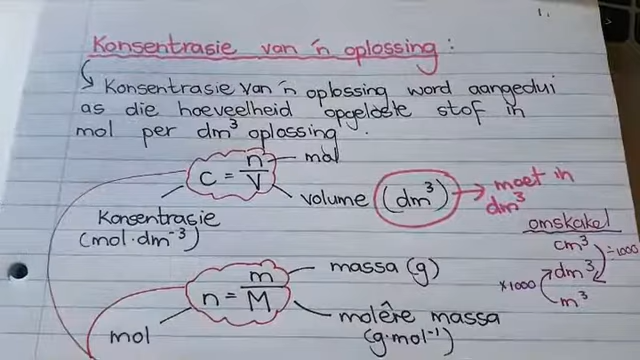 1.
Konsentrasie van 'n oplossing :
Konsentrasie van 'n oplossing word aangedui
as die hoeveelheid opgeloste stof in
mol per dm³ oplossing.
C = n/V
mol
volume (dm³) → moet in
dm³
Konsentrasie
(mol·dm⁻³)
omskakel
cm³
÷1000
dm³
×1000
m³
n = m/M
massa (g)
mol
molêre massa
(g·mol⁻¹)